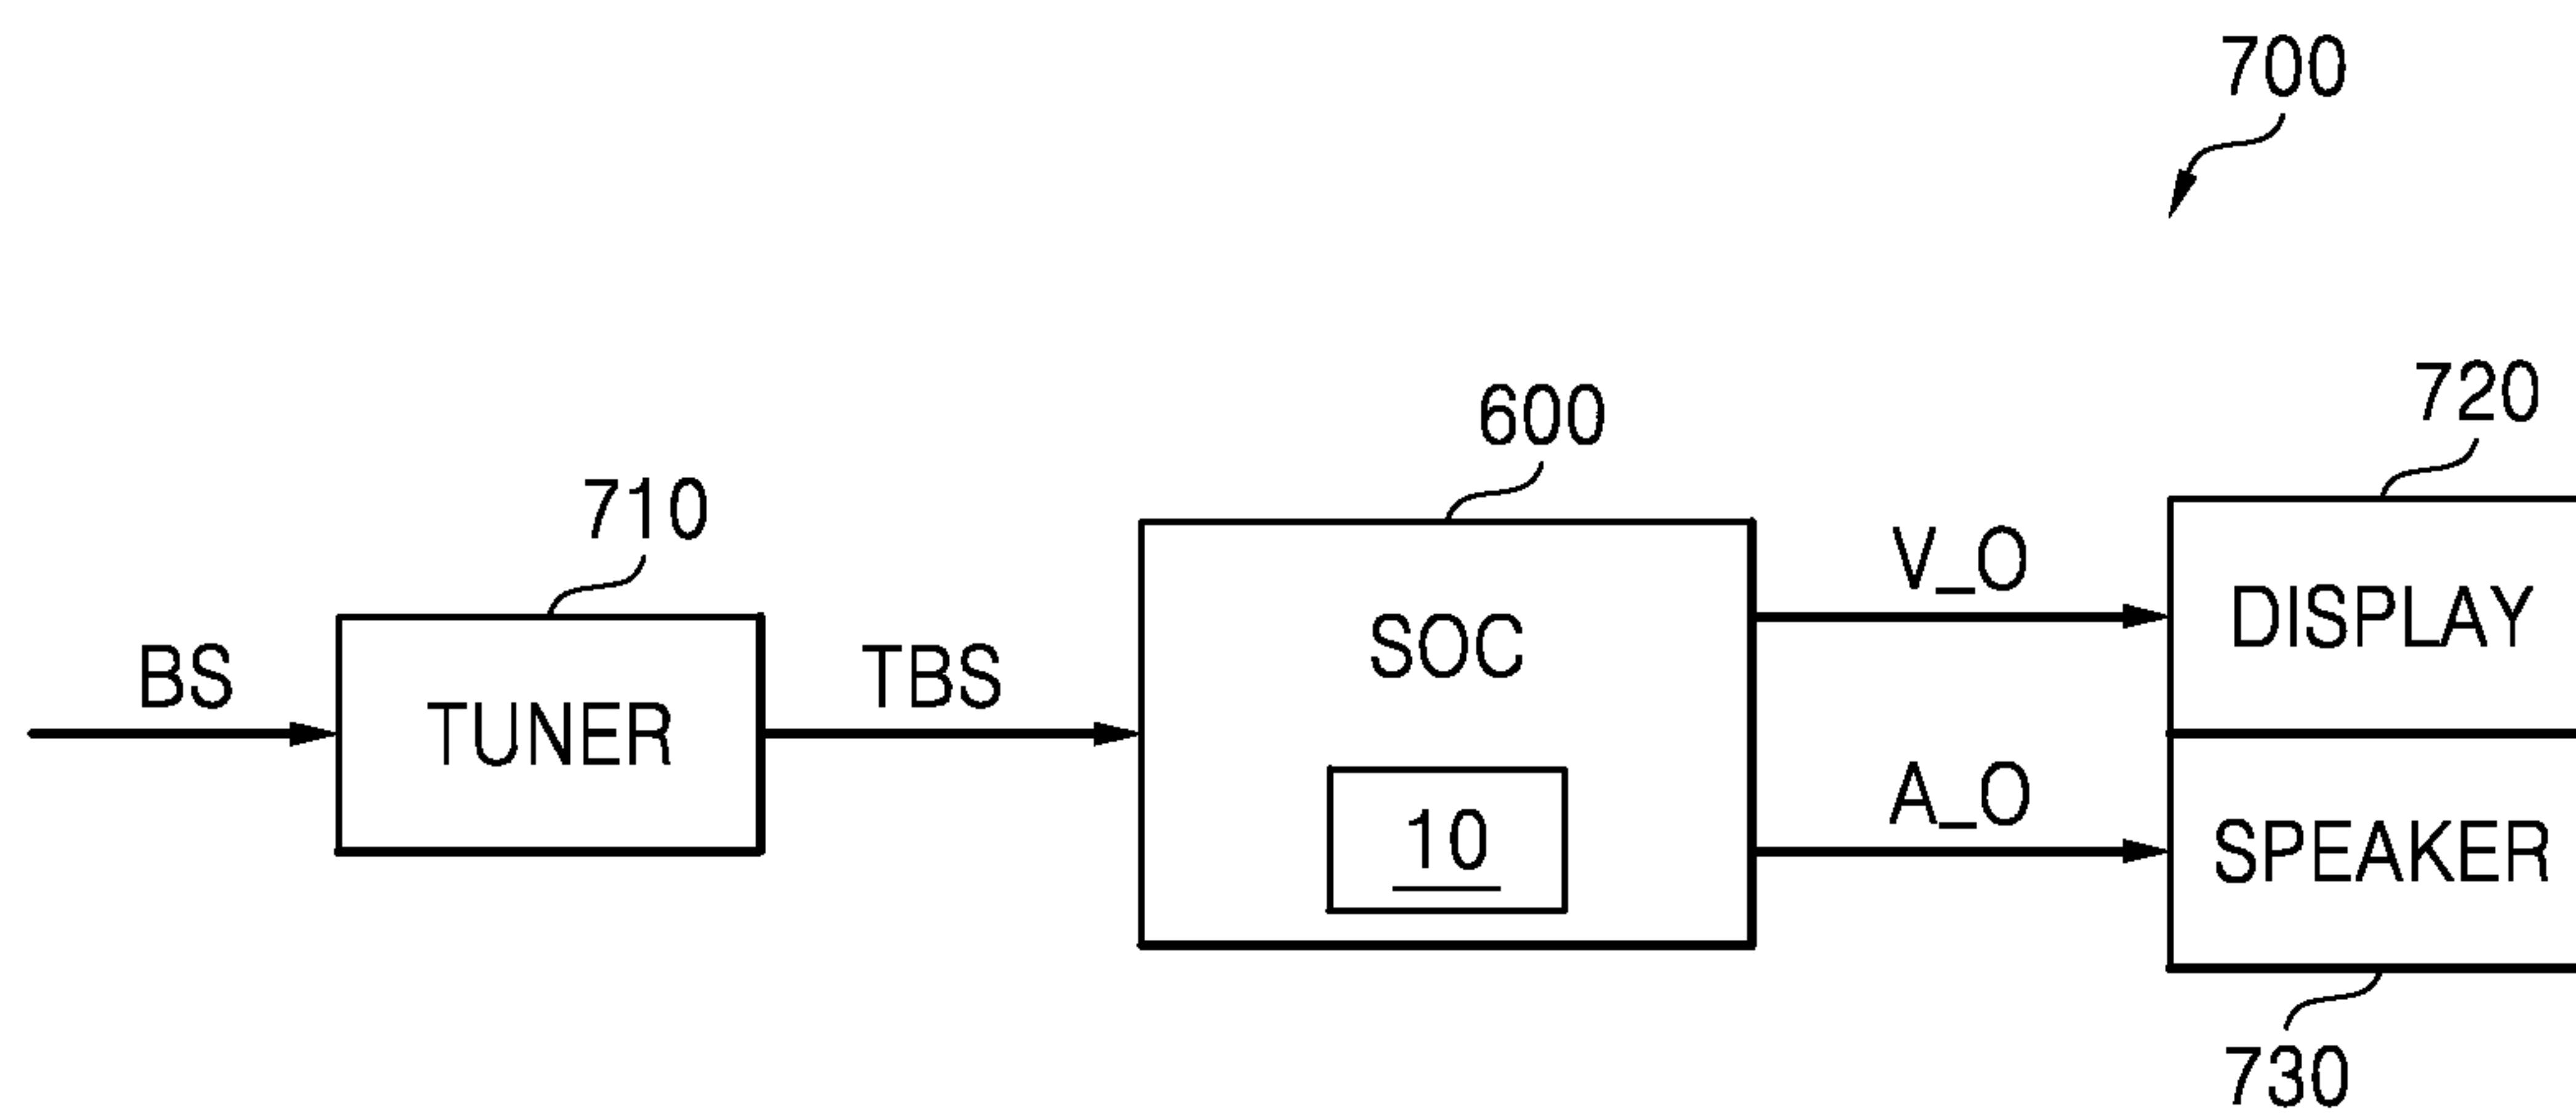 700
720
600
710
V_O
DISPLAY
SOC
BS
TBS
TUNER
A_O
10
SPEAKER
730